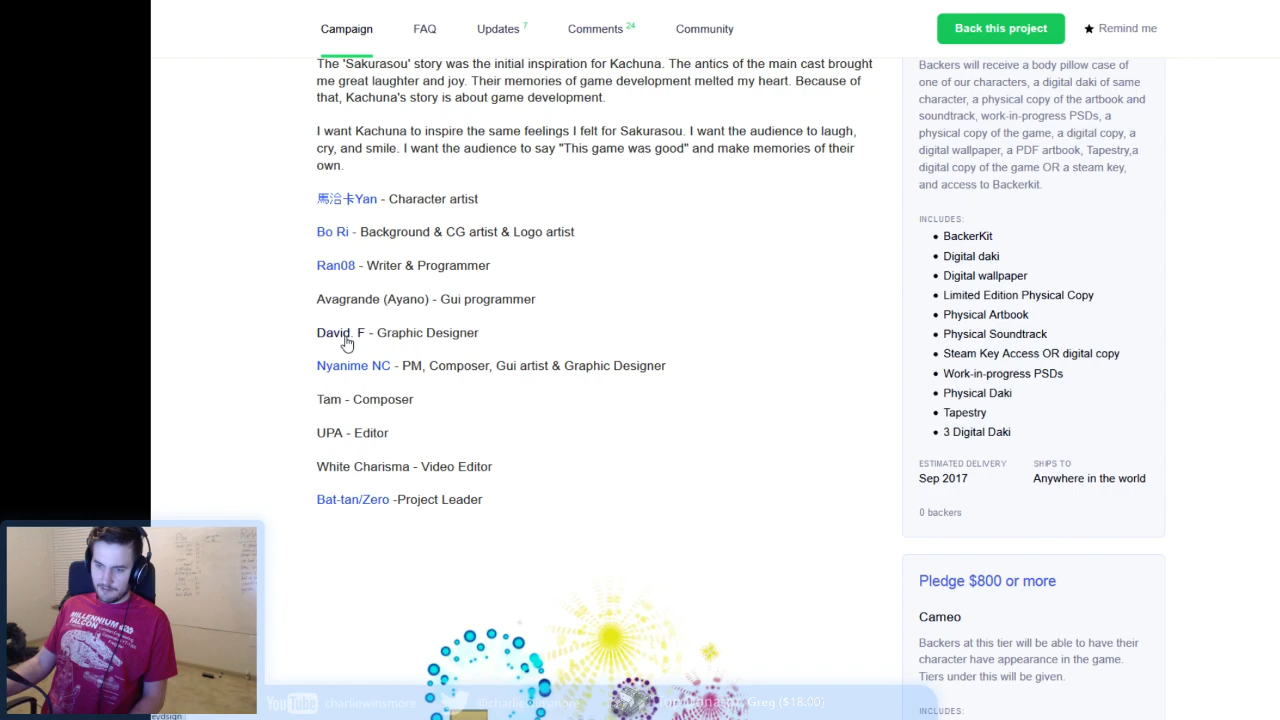 Campaign
FAQ
Updates 7
Comments 24
Community
Back this project
Remind me
The 'Sakurasou' story was the initial inspiration for Kachuna. The antics of the main cast brought
me great laughter and joy. Their memories of game development melted my heart. Because of
that, Kachuna's story is about game development.
I want Kachuna to inspire the same feelings I felt for Sakurasou. I want the audience to laugh,
cry, and smile. I want the audience to say "This game was good" and make memories of their
own.
馬洽卡Yan - Character artist
Bo Ri - Background & CG artist & Logo artist
Ran08 - Writer & Programmer
Avagrande (Ayano) - Gui programmer
David. F - Graphic Designer
Nyanime NC - PM, Composer, Gui artist & Graphic Designer
Tam - Composer
UPA - Editor
White Charisma - Video Editor
Bat-tan/Zero -Project Leader
Backers will receive a body pillow case of
one of our characters, a digital daki of same
character, a physical copy of the artbook and
soundtrack, work-in-progress PSDs, a
physical copy of the game, a digital copy, a
digital wallpaper, a PDF artbook, Tapestry,a
digital copy of the game OR a steam key,
and access to Backerkit.
INCLUDES:
BackerKit
Digital daki
Digital wallpaper
Limited Edition Physical Copy
Physical Artbook
Physical Soundtrack
Steam Key Access OR digital copy
Work-in-progress PSDs
Physical Daki
Tapestry
3 Digital Daki
ESTIMATED DELIVERY
Sep 2017
SHIPS TO
Anywhere in the world
0 backers
Pledge $800 or more
Cameo
Backers at this tier will be able to have their
character have appearance in the game.
Tiers under this will be given.
INCLUDES:
MILLENNIUM
FALCON
YouTube charliewinsmore
Greg ($18.00)